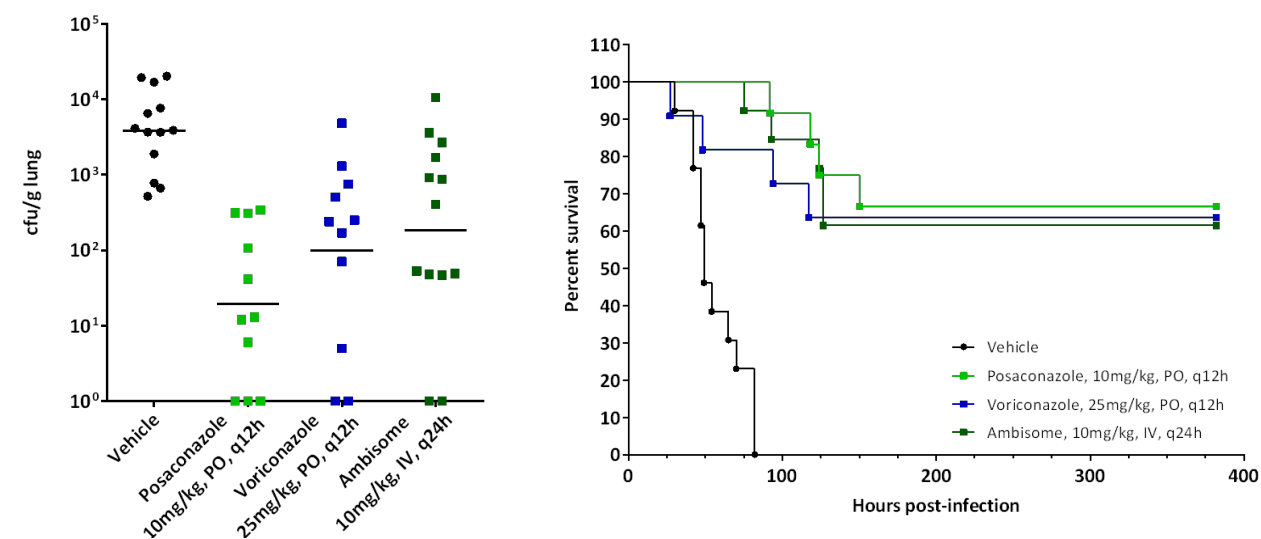 10⁵
10⁴
10³
10²
10¹
10⁰
cfu/g lung
Vehicle
Posaconazole
10mg/kg, PO, q12h
Voriconazole
25mg/kg, PO, q12h
Ambisome
10mg/kg, IV, q24h
110
100
90
80
70
60
50
40
30
20
10
0
Percent survival
0
100
200
300
400
Hours post-infection
Vehicle
Posaconazole, 10mg/kg, PO, q12h
Voriconazole, 25mg/kg, PO, q12h
Ambisome, 10mg/kg, IV, q24h